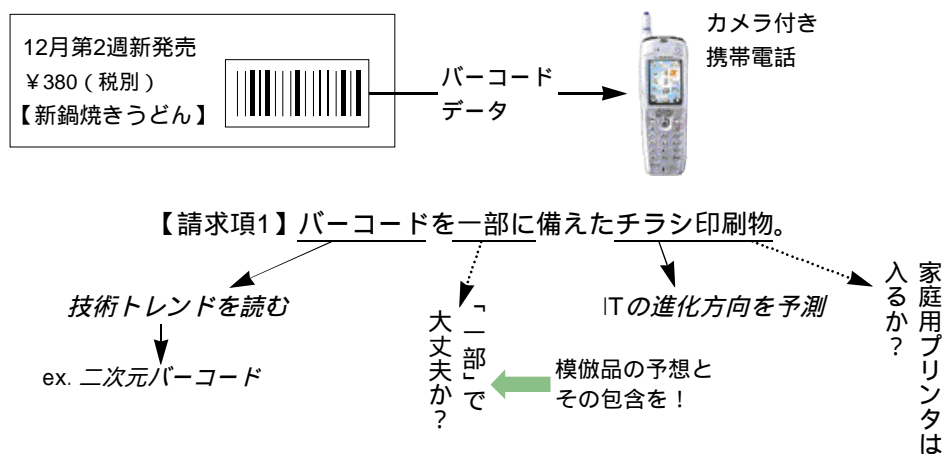 12月第2週新発売
￥380（税別）
【新鍋焼きうどん】
バーコード
データ
カメラ付き
携帯電話
【請求項1】バーコードを一部に備えたチラシ印刷物。
技術トレンドを読む
ex. 二次元バーコード
「一部」で
大丈夫か？
模倣品の予想と
その包含を！
ITの進化方向を予測
家庭用プリンタは
入るか？